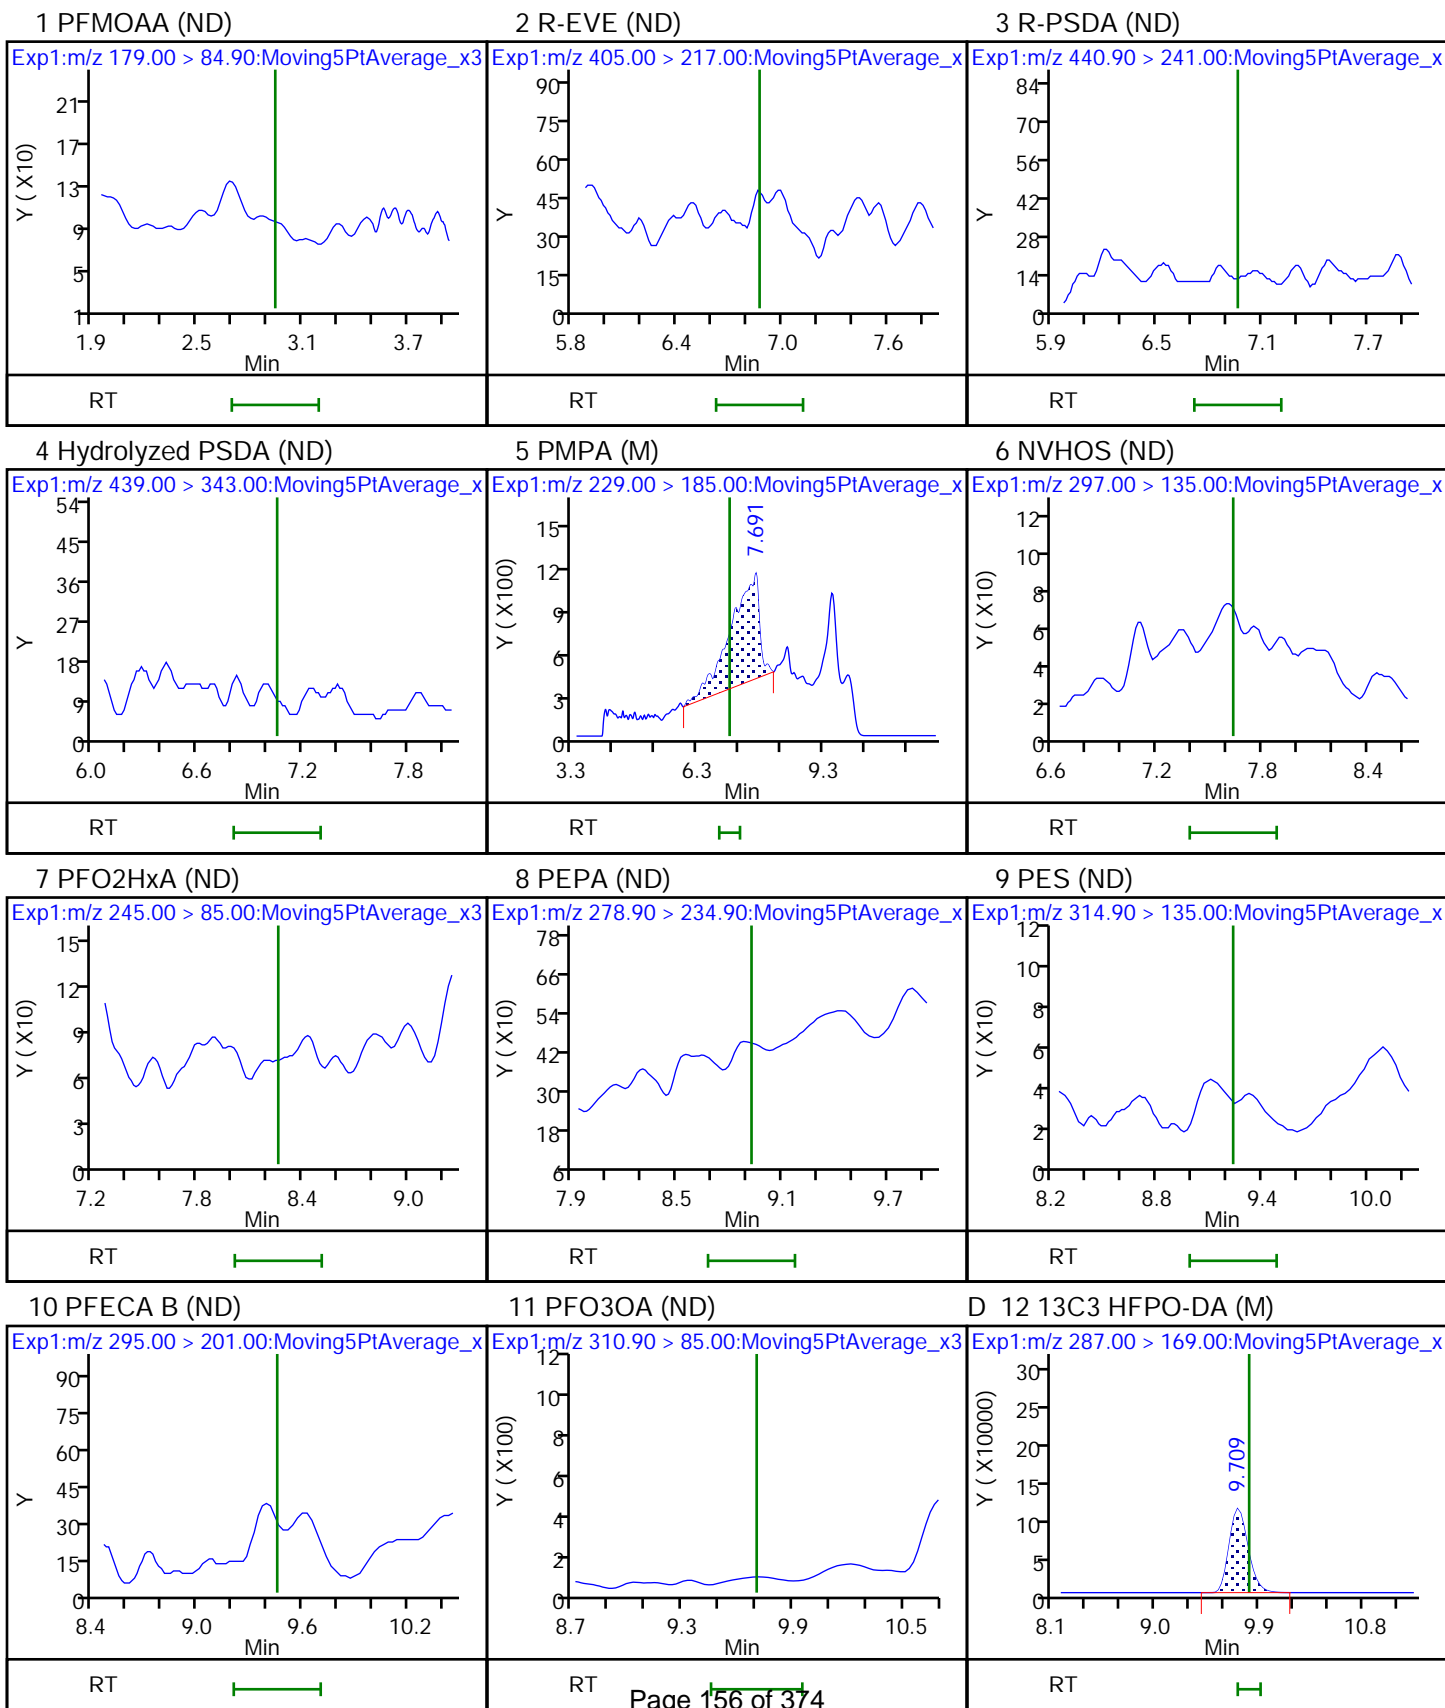 1 PFMOAA (ND)
Exp1:m/z 179.00 > 84.90:Moving5PtAverage_x3
Y ( X10)
21
17
13
9
5
1
1.9 2.5 3.1 3.7
Min
RT
2 R-EVE (ND)
Exp1:m/z 405.00 > 217.00:Moving5PtAverage_x
Y
90
75
60
45
30
15
0
5.8 6.4 7.0 7.6
Min
RT
3 R-PSDA (ND)
Exp1:m/z 440.90 > 241.00:Moving5PtAverage_x
Y
84
70
56
42
28
14
0
5.9 6.5 7.1 7.7
Min
RT
4 Hydrolyzed PSDA (ND)
Exp1:m/z 439.00 > 343.00:Moving5PtAverage_x
Y
54
45
36
27
18
9
0
6.0 6.6 7.2 7.8
Min
RT
5 PMPA (M)
Exp1:m/z 229.00 > 185.00:Moving5PtAverage_x
Y ( X100)
15
12
9
6
3
0
7.691
3.3 6.3 9.3
Min
RT
6 NVHOS (ND)
Exp1:m/z 297.00 > 135.00:Moving5PtAverage_x
Y ( X10)
12
10
8
6
4
2
0
6.6 7.2 7.8 8.4
Min
RT
7 PFO2HxA (ND)
Exp1:m/z 245.00 > 85.00:Moving5PtAverage_x3
Y ( X10)
15
12
9
6
3
0
7.2 7.8 8.4 9.0
Min
RT
8 PEPA (ND)
Exp1:m/z 278.90 > 234.90:Moving5PtAverage_x
Y ( X10)
78
66
54
42
30
18
6
7.9 8.5 9.1 9.7
Min
RT
9 PES (ND)
Exp1:m/z 314.90 > 135.00:Moving5PtAverage_x
Y ( X10)
12
10
8
6
4
2
0
8.2 8.8 9.4 10.0
Min
RT
10 PFECA B (ND)
Exp1:m/z 295.00 > 201.00:Moving5PtAverage_x
Y
90
75
60
45
30
15
0
8.4 9.0 9.6 10.2
Min
RT
11 PFO3OA (ND)
Exp1:m/z 310.90 > 85.00:Moving5PtAverage_x3
Y ( X100)
12
10
8
6
4
2
0
8.7 9.3 9.9 10.5
Min
RT
D 12 13C3 HFPO-DA (M)
Exp1:m/z 287.00 > 169.00:Moving5PtAverage_x
Y ( X10000)
30
25
20
15
10
5
0
9.709
8.1 9.0 9.9 10.8
Min
RT
Page 156 of 374